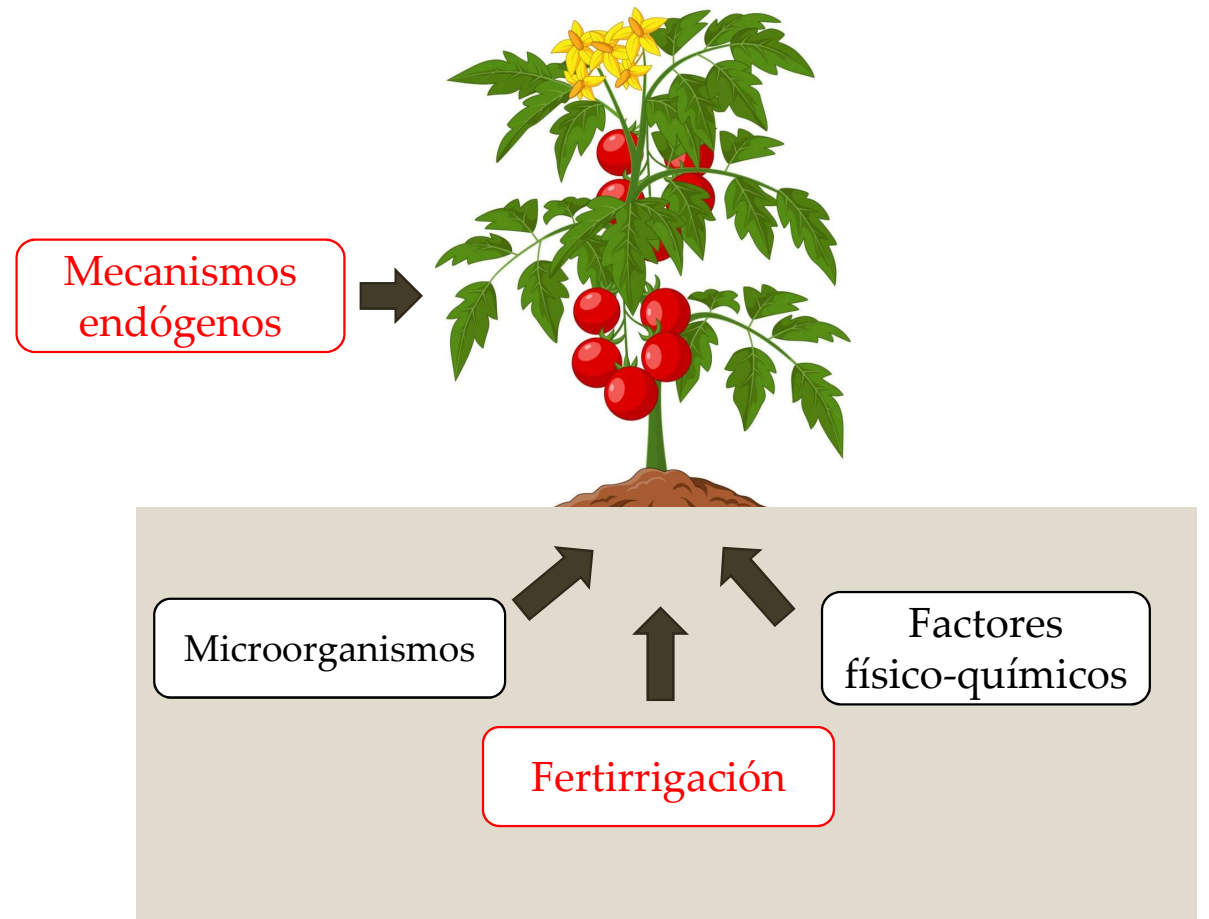 Mecanismos
endógenos
Microorganismos
Factores
físico-químicos
Fertirrigación